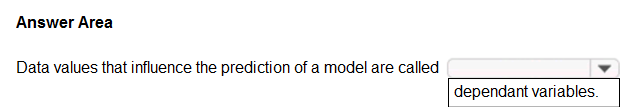 Answer Area
Data values that influence the prediction of a model are called
dependant variables.